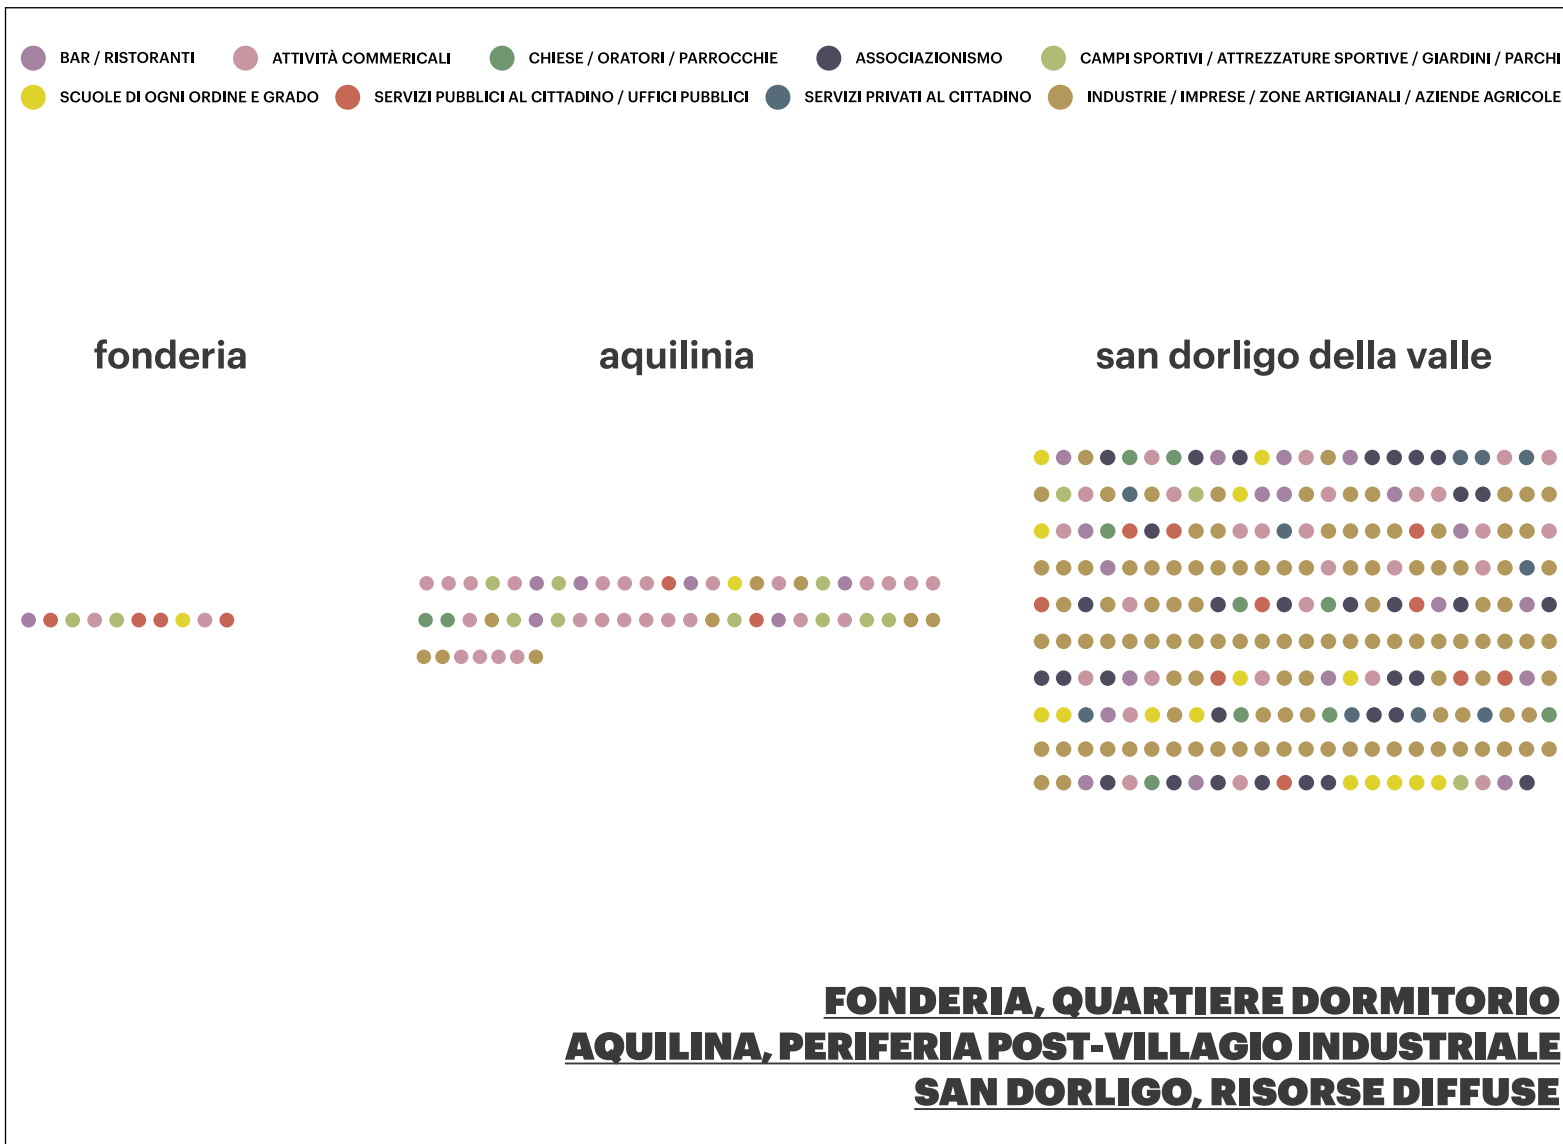 BAR / RISTORANTI ATTIVITÀ COMMERICALI CHIESE / ORATORI / PARROCCHIE ASSOCIAZIONISMO CAMPI SPORTIVI / ATTREZZATURE SPORTIVE / GIARDINI / PARCHI
SCUOLE DI OGNI ORDINE E GRADO SERVIZI PUBBLICI AL CITTADINO / UFFICI PUBBLICI SERVIZI PRIVATI AL CITTADINO INDUSTRIE / IMPRESE / ZONE ARTIGIANALI / AZIENDE AGRICOLE
fonderia aquilinia san dorligo della valle
FONDERIA, QUARTIERE DORMITORIO
AQUILINA, PERIFERIA POST-VILLAGIO INDUSTRIALE
SAN DORLIGO, RISORSE DIFFUSE